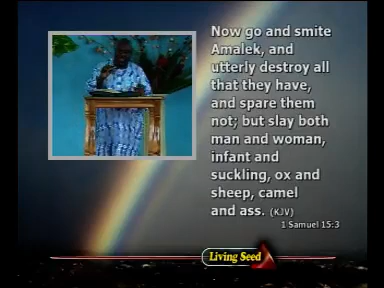 Now go and smite
Amalek, and
utterly destroy all
that they have,
and spare them
not; but slay both
man and woman,
infant and
suckling, ox and
sheep, camel
and ass. (KJV)
1 Samuel 15:3
Living Seed